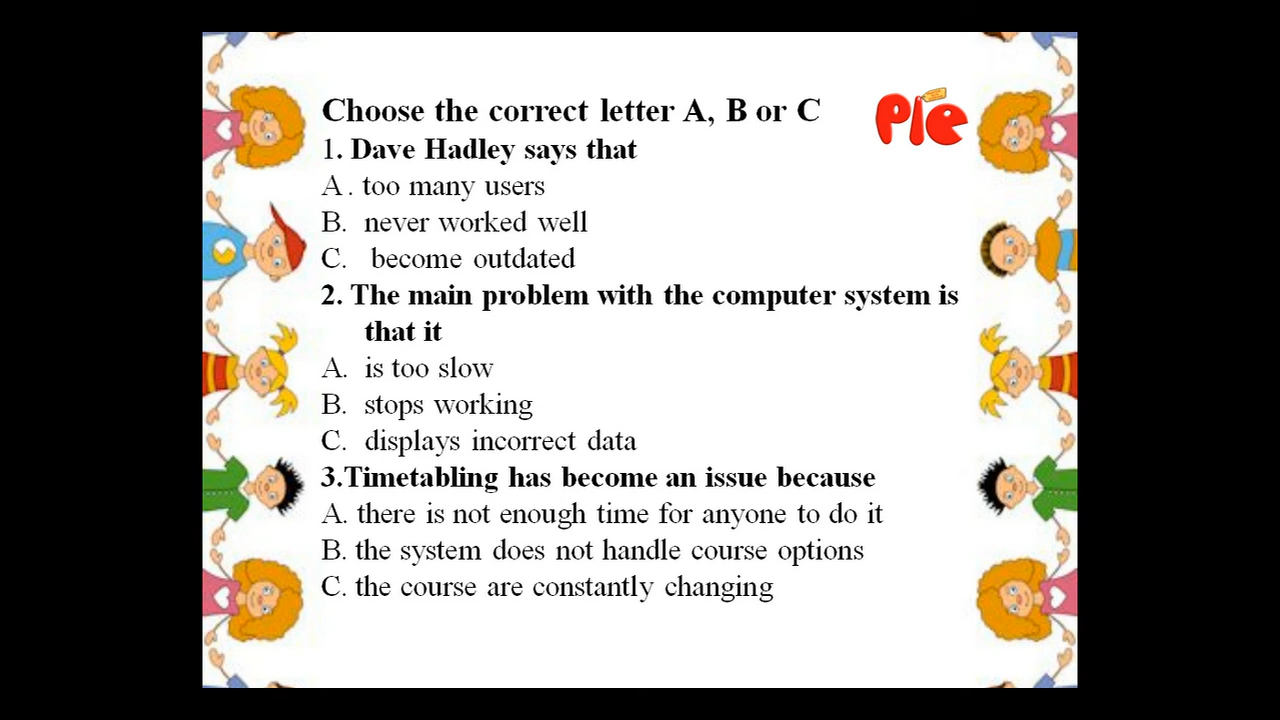 Choose the correct letter A, B or C
PIe
1. Dave Hadley says that
A . too many users
B. never worked well
C. become outdated
2. The main problem with the computer system is
that it
A. is too slow
B. stops working
C. displays incorrect data
3.Timetabling has become an issue because
A. there is not enough time for anyone to do it
B. the system does not handle course options
C. the course are constantly changing